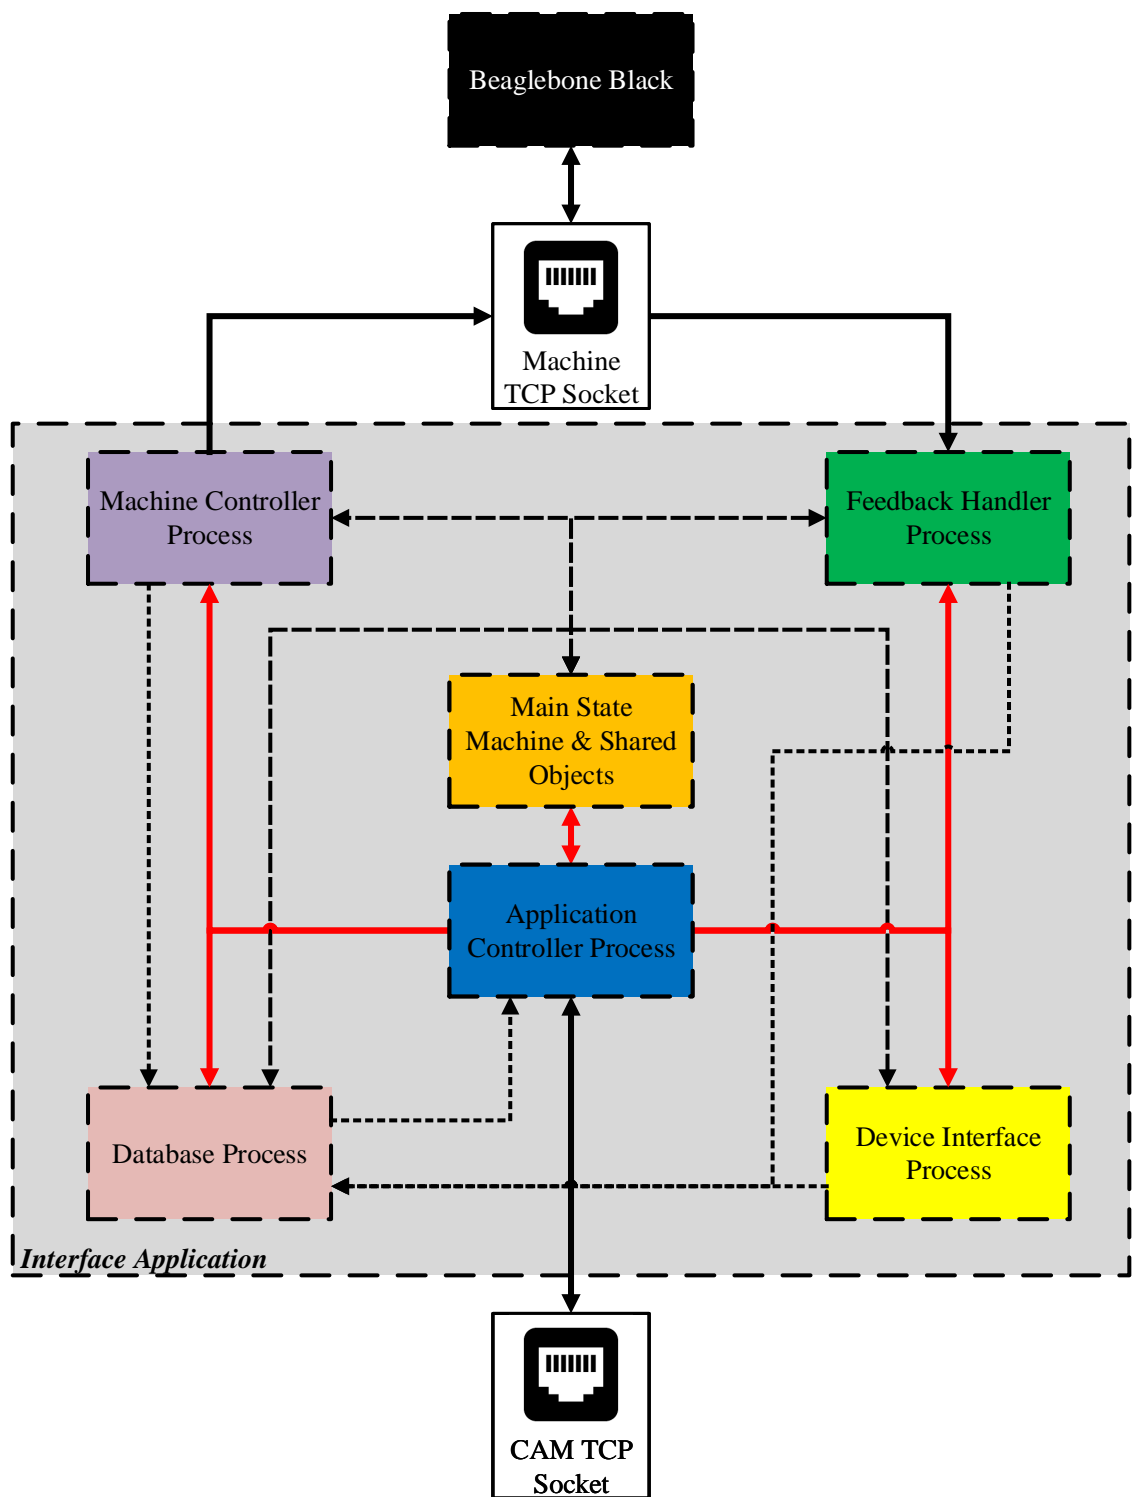 Beaglebone Black
Machine
TCP Socket
Machine Controller
Process
Feedback Handler
Process
Main State
Machine & Shared
Objects
Application
Controller Process
Database Process
Device Interface
Process
Interface Application
CAM TCP
Socket